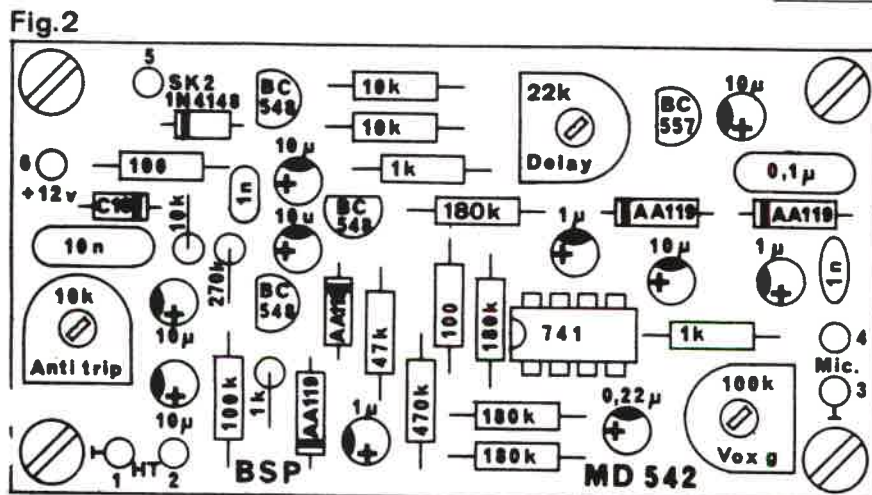 Fig.2
5
SK2
1N4148
BC
548
10k
10k
1k
22k
Delay
BC
557
10µ
6
+12v
100
10k
1n
10µ
10µ
BC
548
180k
1µ
AA119
0,1µ
AA119
10n
270k
10k
Anti trip
10µ
10µ
BC
548
47k
100
180k
741
10µ
1µ
1n
1k
4
Mic.
3
100k
1k
AA119
1µ
470k
180k
180k
0,22µ
100k
Vox g
1
HT
2
BSP
MD 542